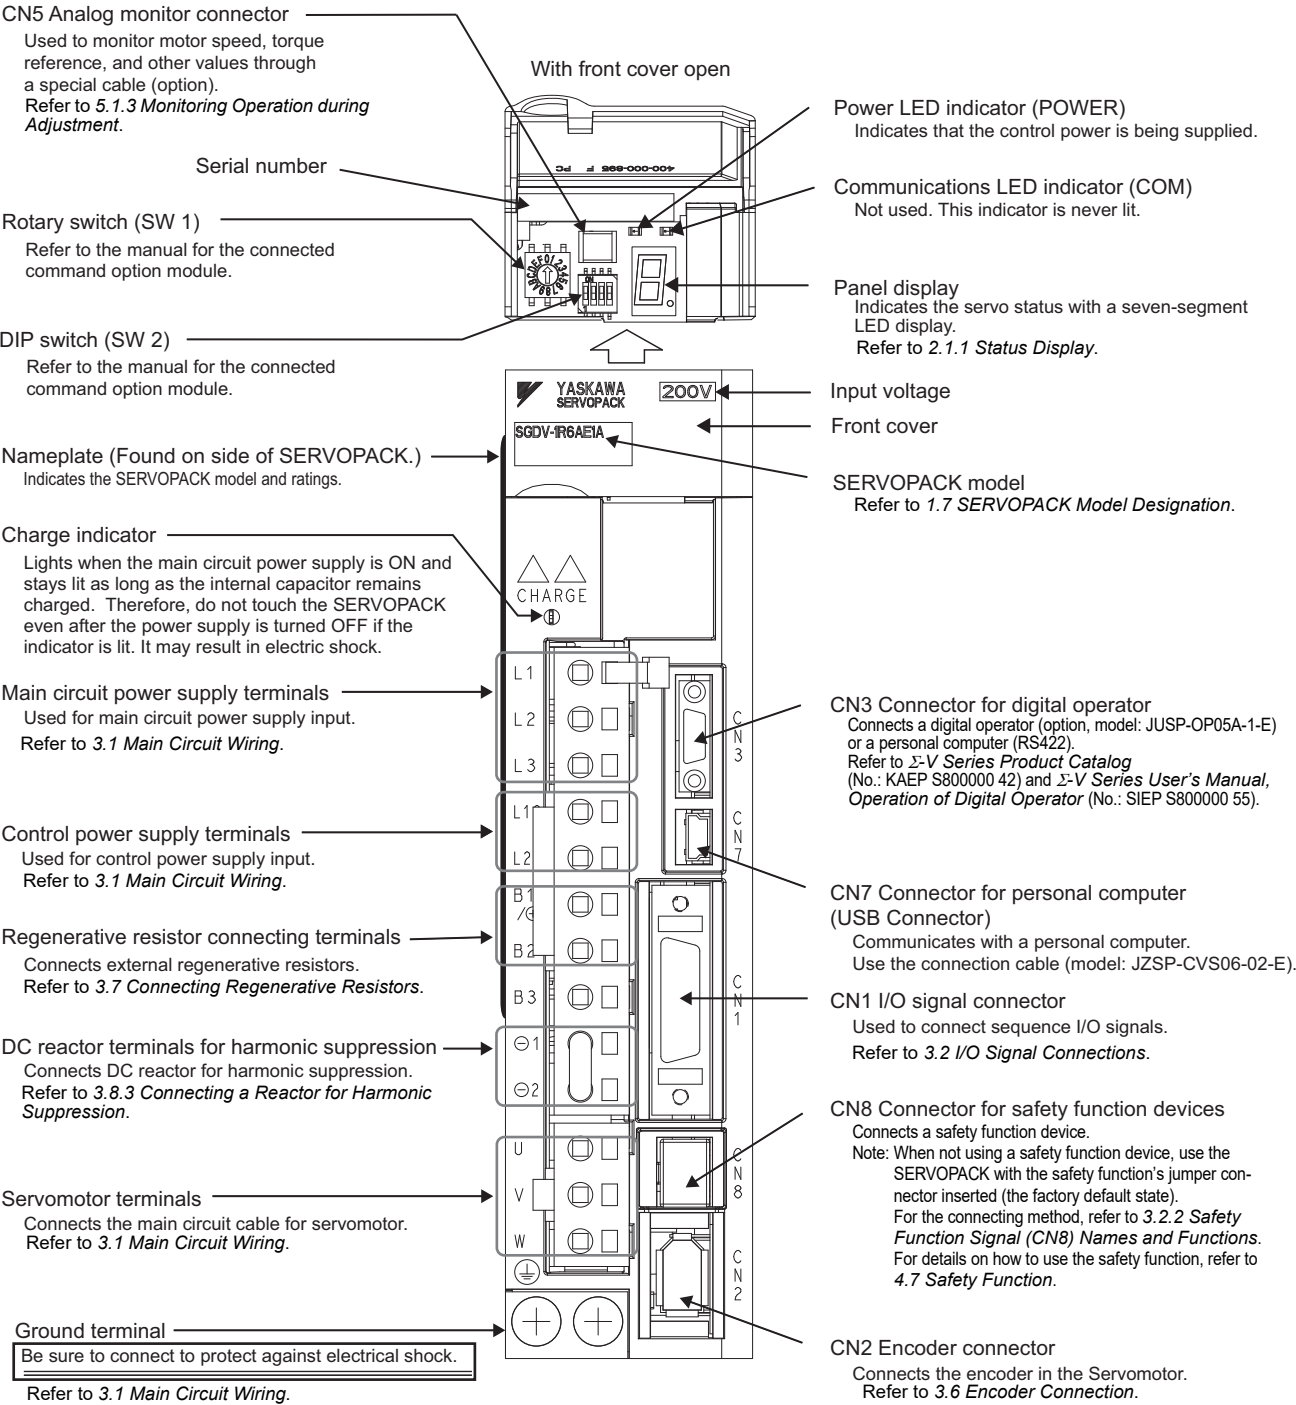 CN5 Analog monitor connector
Used to monitor motor speed, torque
reference, and other values through
a special cable (option).
Refer to 5.1.3 Monitoring Operation during
Adjustment.
Serial number
Rotary switch (SW 1)
Refer to the manual for the connected
command option module.
DIP switch (SW 2)
Refer to the manual for the connected
command option module.
Nameplate (Found on side of SERVOPACK.)
Indicates the SERVOPACK model and ratings.
Charge indicator
Lights when the main circuit power supply is ON and
stays lit as long as the internal capacitor remains
charged. Therefore, do not touch the SERVOPACK
even after the power supply is turned OFF if the
indicator is lit. It may result in electric shock.
Main circuit power supply terminals
Used for main circuit power supply input.
Refer to 3.1 Main Circuit Wiring.
Control power supply terminals
Used for control power supply input.
Refer to 3.1 Main Circuit Wiring.
Regenerative resistor connecting terminals
Connects external regenerative resistors.
Refer to 3.7 Connecting Regenerative Resistors.
DC reactor terminals for harmonic suppression
Connects DC reactor for harmonic suppression.
Refer to 3.8.3 Connecting a Reactor for Harmonic
Suppression.
Servomotor terminals
Connects the main circuit cable for servomotor.
Refer to 3.1 Main Circuit Wiring.
Ground terminal
Be sure to connect to protect against electrical shock.
Refer to 3.1 Main Circuit Wiring.
With front cover open
400-000-895 F PC
0123456789ABCDEF
ON
YASKAWA
SERVOPACK
200V
SGDV-1R6AE1A
CHARGE
L1
L2
L3
L1
L2
B1
/⊕
B2
B3
⊖1
⊖2
U
V
W
CN3
CN7
CN1
CN8
CN2
Power LED indicator (POWER)
Indicates that the control power is being supplied.
Communications LED indicator (COM)
Not used. This indicator is never lit.
Panel display
Indicates the servo status with a seven-segment
LED display.
Refer to 2.1.1 Status Display.
Input voltage
Front cover
SERVOPACK model
Refer to 1.7 SERVOPACK Model Designation.
CN3 Connector for digital operator
Connects a digital operator (option, model: JUSP-OP05A-1-E)
or a personal computer (RS422).
Refer to Σ-V Series Product Catalog
(No.: KAEP S800000 42) and Σ-V Series User's Manual,
Operation of Digital Operator (No.: SIEP S800000 55).
CN7 Connector for personal computer
(USB Connector)
Communicates with a personal computer.
Use the connection cable (model: JZSP-CVS06-02-E).
CN1 I/O signal connector
Used to connect sequence I/O signals.
Refer to 3.2 I/O Signal Connections.
CN8 Connector for safety function devices
Connects a safety function device.
Note: When not using a safety function device, use the
SERVOPACK with the safety function's jumper con-
nector inserted (the factory default state).
For the connecting method, refer to 3.2.2 Safety
Function Signal (CN8) Names and Functions.
For details on how to use the safety function, refer to
4.7 Safety Function.
CN2 Encoder connector
Connects the encoder in the Servomotor.
Refer to 3.6 Encoder Connection.